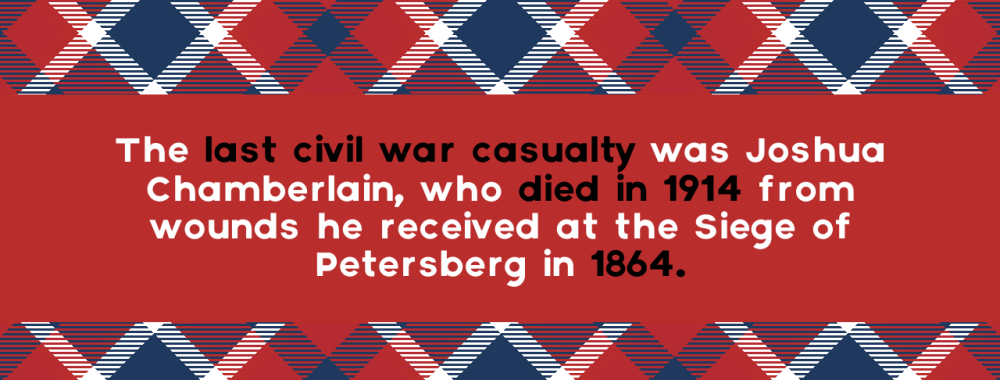 The last civil war casualty was Joshua
Chamberlain, who died in 1914 from
wounds he received at the Siege of
Petersberg in 1864.